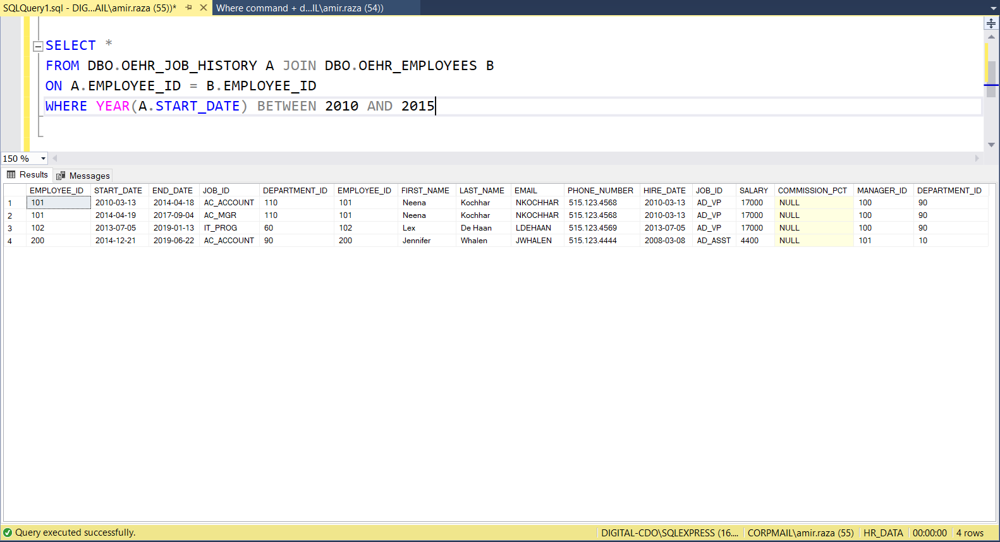 SQLQuery1.sql - DIG...AIL\amir.raza (55))* Where command + d...IL\amir.raza (54))
SELECT *
FROM DBO.OEHR_JOB_HISTORY A JOIN DBO.OEHR_EMPLOYEES B
ON A.EMPLOYEE_ID = B.EMPLOYEE_ID
WHERE YEAR(A.START_DATE) BETWEEN 2010 AND 2015
150 %
Results Messages
EMPLOYEE_ID START_DATE END_DATE JOB_ID DEPARTMENT_ID EMPLOYEE_ID FIRST_NAME LAST_NAME EMAIL PHONE_NUMBER HIRE_DATE JOB_ID SALARY COMMISSION_PCT MANAGER_ID DEPARTMENT_ID
1 101 2010-03-13 2014-04-18 AC_ACCOUNT 110 101 Neena Kochhar NKOCHHAR 515.123.4568 2010-03-13 AD_VP 17000 NULL 100 90
2 101 2014-04-19 2017-09-04 AC_MGR 110 101 Neena Kochhar NKOCHHAR 515.123.4568 2010-03-13 AD_VP 17000 NULL 100 90
3 102 2013-07-05 2019-01-13 IT_PROG 60 102 Lex De Haan LDEHAAN 515.123.4569 2013-07-05 AD_VP 17000 NULL 100 90
4 200 2014-12-21 2019-06-22 AC_ACCOUNT 90 200 Jennifer Whalen JWHALEN 515.123.4444 2008-03-08 AD_ASST 4400 NULL 101 10
Query executed successfully. DIGITAL-CDO\SQLEXPRESS (16.... CORPMAIL\amir.raza (55) HR_DATA 00:00:00 4 rows